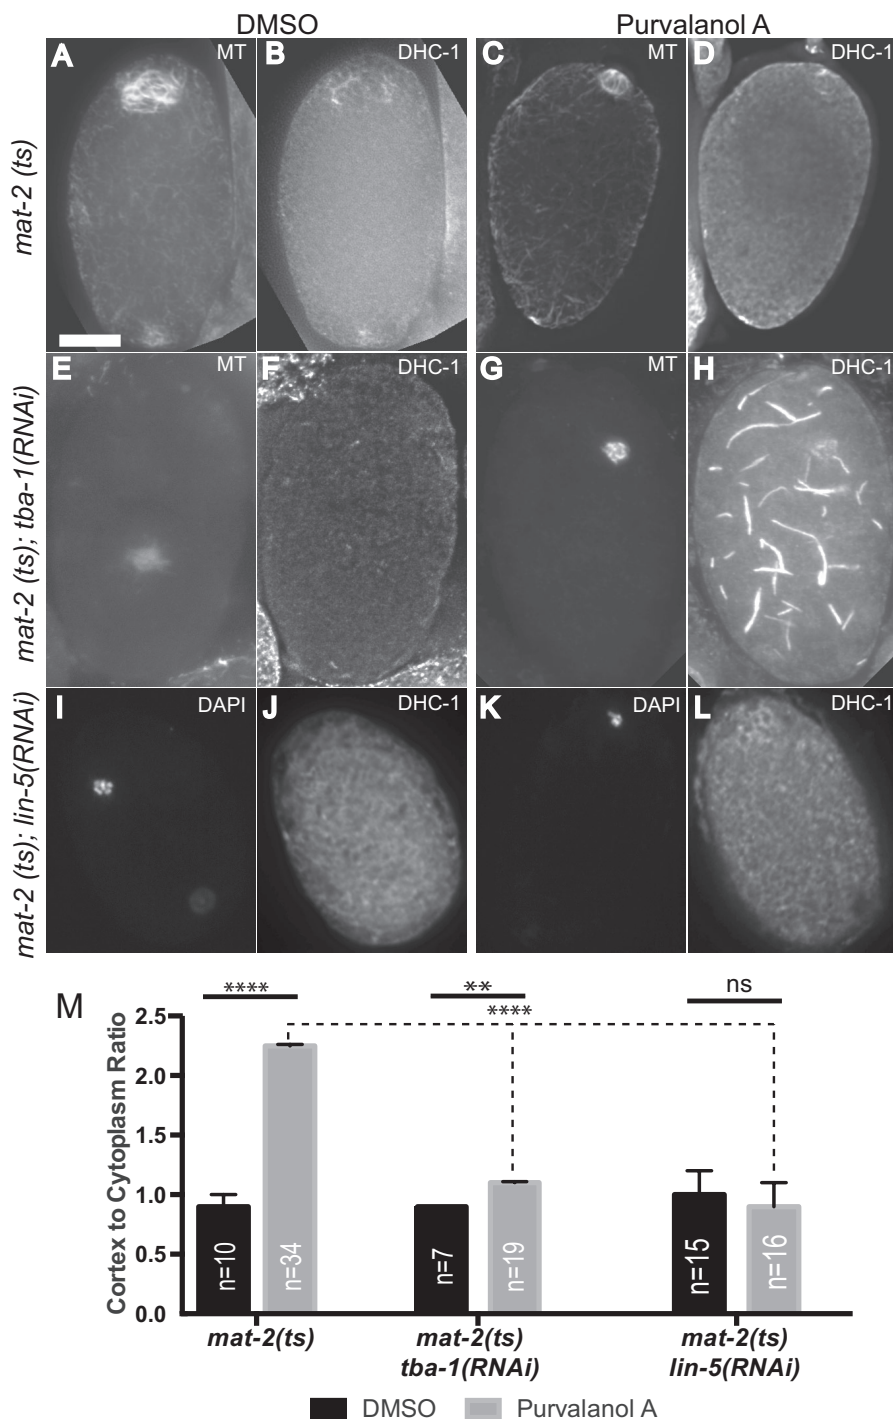 DMSO
Purvalanol A
A MT
B DHC-1
C MT
D DHC-1
mat-2 (ts)
E MT
F DHC-1
G MT
H DHC-1
mat-2 (ts); tba-1(RNAi)
I DAPI
J DHC-1
K DAPI
L DHC-1
mat-2 (ts); lin-5(RNAi)
M
****
**
ns
****
Cortex to Cytoplasm Ratio
2.5
2.0
1.5
1.0
0.5
0.0
n=10
n=34
n=7
n=19
n=15
n=16
mat-2(ts)
mat-2(ts)
tba-1(RNAi)
mat-2(ts)
lin-5(RNAi)
DMSO
Purvalanol A